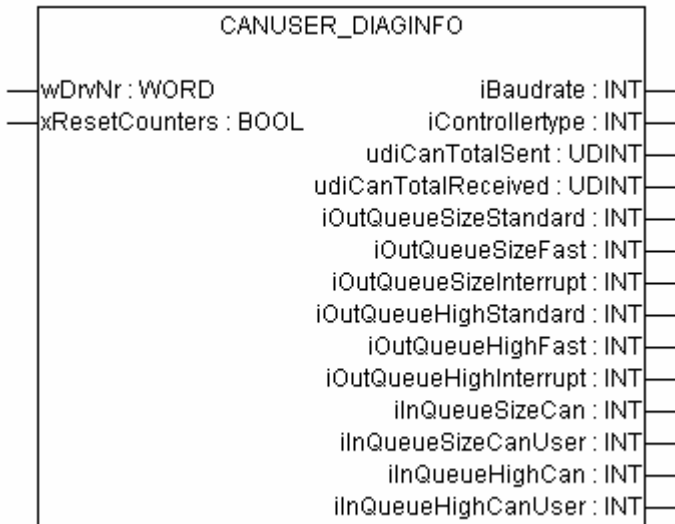 CANUSER_DIAGINFO
wDrvNr : WORD iBaudrate : INT
xResetCounters : BOOL iControllertype : INT
udiCanTotalSent : UDINT
udiCanTotalReceived : UDINT
iOutQueueSizeStandard : INT
iOutQueueSizeFast : INT
iOutQueueSizeInterrupt : INT
iOutQueueHighStandard : INT
iOutQueueHighFast : INT
iOutQueueHighInterrupt : INT
iInQueueSizeCan : INT
iInQueueSizeCanUser : INT
iInQueueHighCan : INT
iInQueueHighCanUser : INT